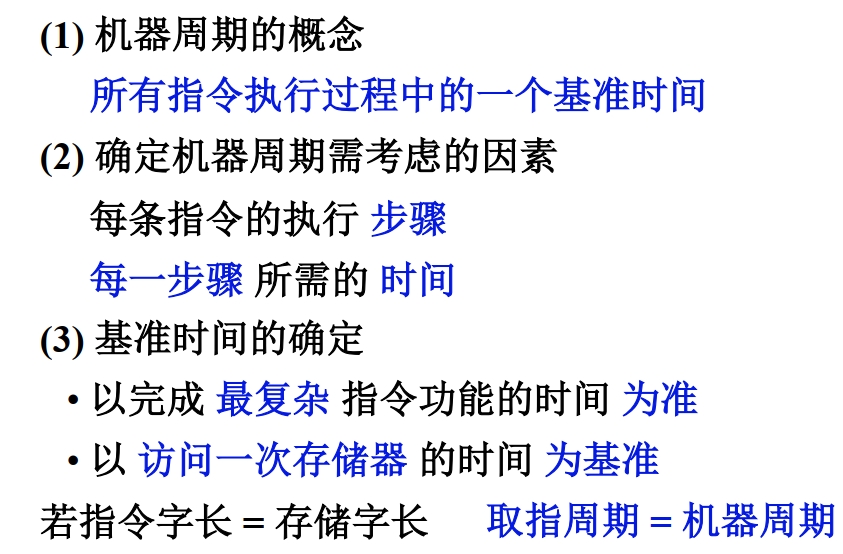 (1) 机器周期的概念
所有指令执行过程中的一个基准时间
(2) 确定机器周期需考虑的因素
每条指令的执行 步骤
每一步骤 所需的 时间
(3) 基准时间的确定
• 以完成 最复杂 指令功能的时间 为准
• 以 访问一次存储器 的时间 为基准
若指令字长 = 存储字长 取指周期 = 机器周期